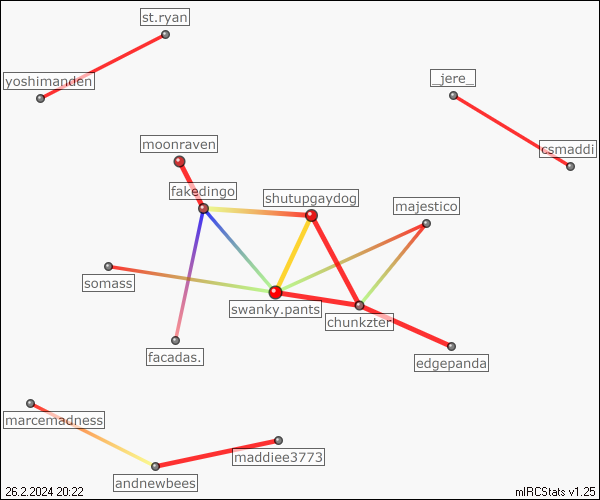 st.ryan
yoshimanden
_jere_
csmaddi
moonraven
fakedingo
shutupgaydog
majestico
somass
swanky.pants
chunkzter
facadas.
edgepanda
marcemadness
maddiee3773
andnewbees
26.2.2024 20:22
mIRCStats v1.25